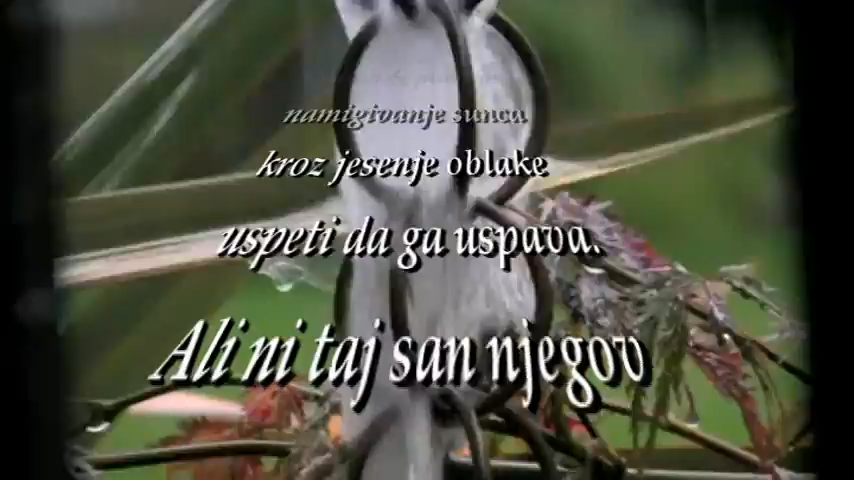 namigivanje sunca
kroz jesenje oblake
uspeti da ga uspava.
Ali ni taj san njegov